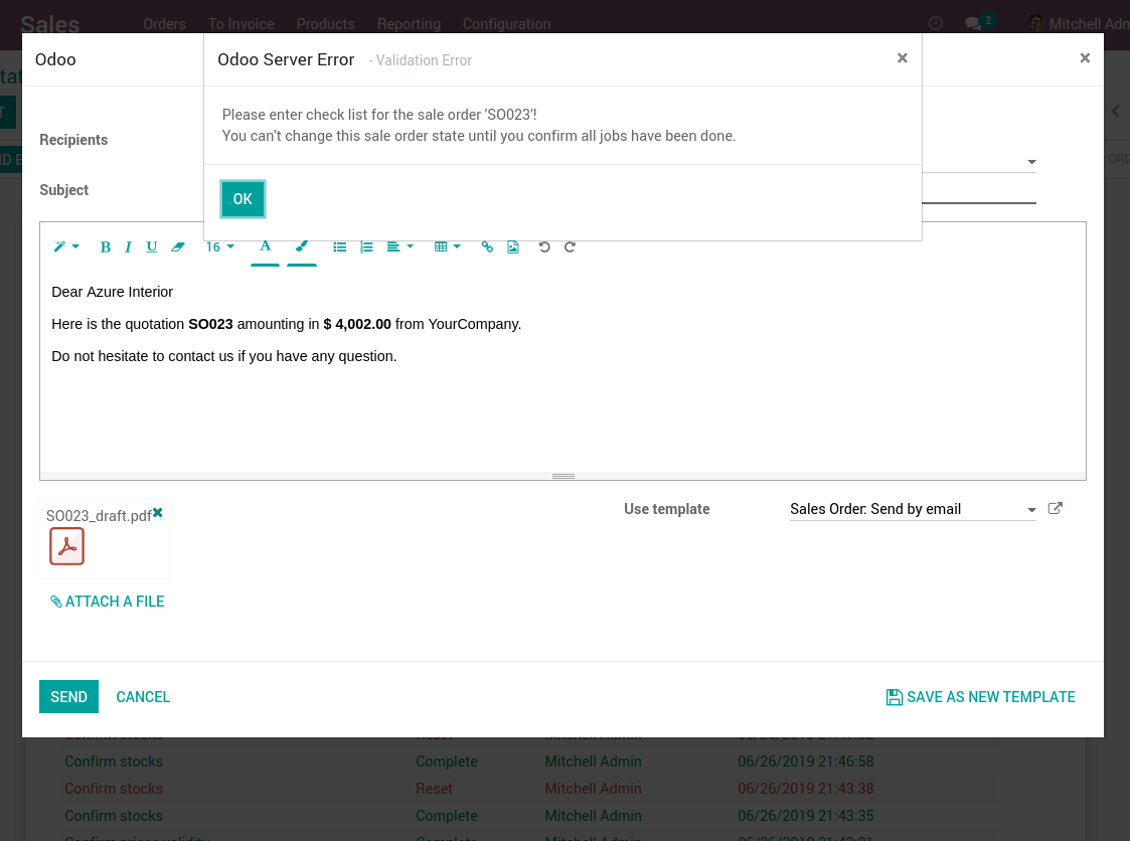 Sales Orders To Invoice Products Reporting Configuration 2 Mitchell Adm
Odoo
Odoo Server Error - Validation Error
×
×
Please enter check list for the sale order 'SO023'!
You can't change this sale order state until you confirm all jobs have been done.
OK
Recipients
Subject
ORD
B I U 16 A
Dear Azure Interior
Here is the quotation SO023 amounting in $ 4,002.00 from YourCompany.
Do not hesitate to contact us if you have any question.
SO023_draft.pdf
Use template Sales Order: Send by email
ATTACH A FILE
SEND CANCEL SAVE AS NEW TEMPLATE
Confirm stocks Complete Mitchell Admin 06/26/2019 21:46:58
Confirm stocks Reset Mitchell Admin 06/26/2019 21:43:38
Confirm stocks Complete Mitchell Admin 06/26/2019 21:43:35